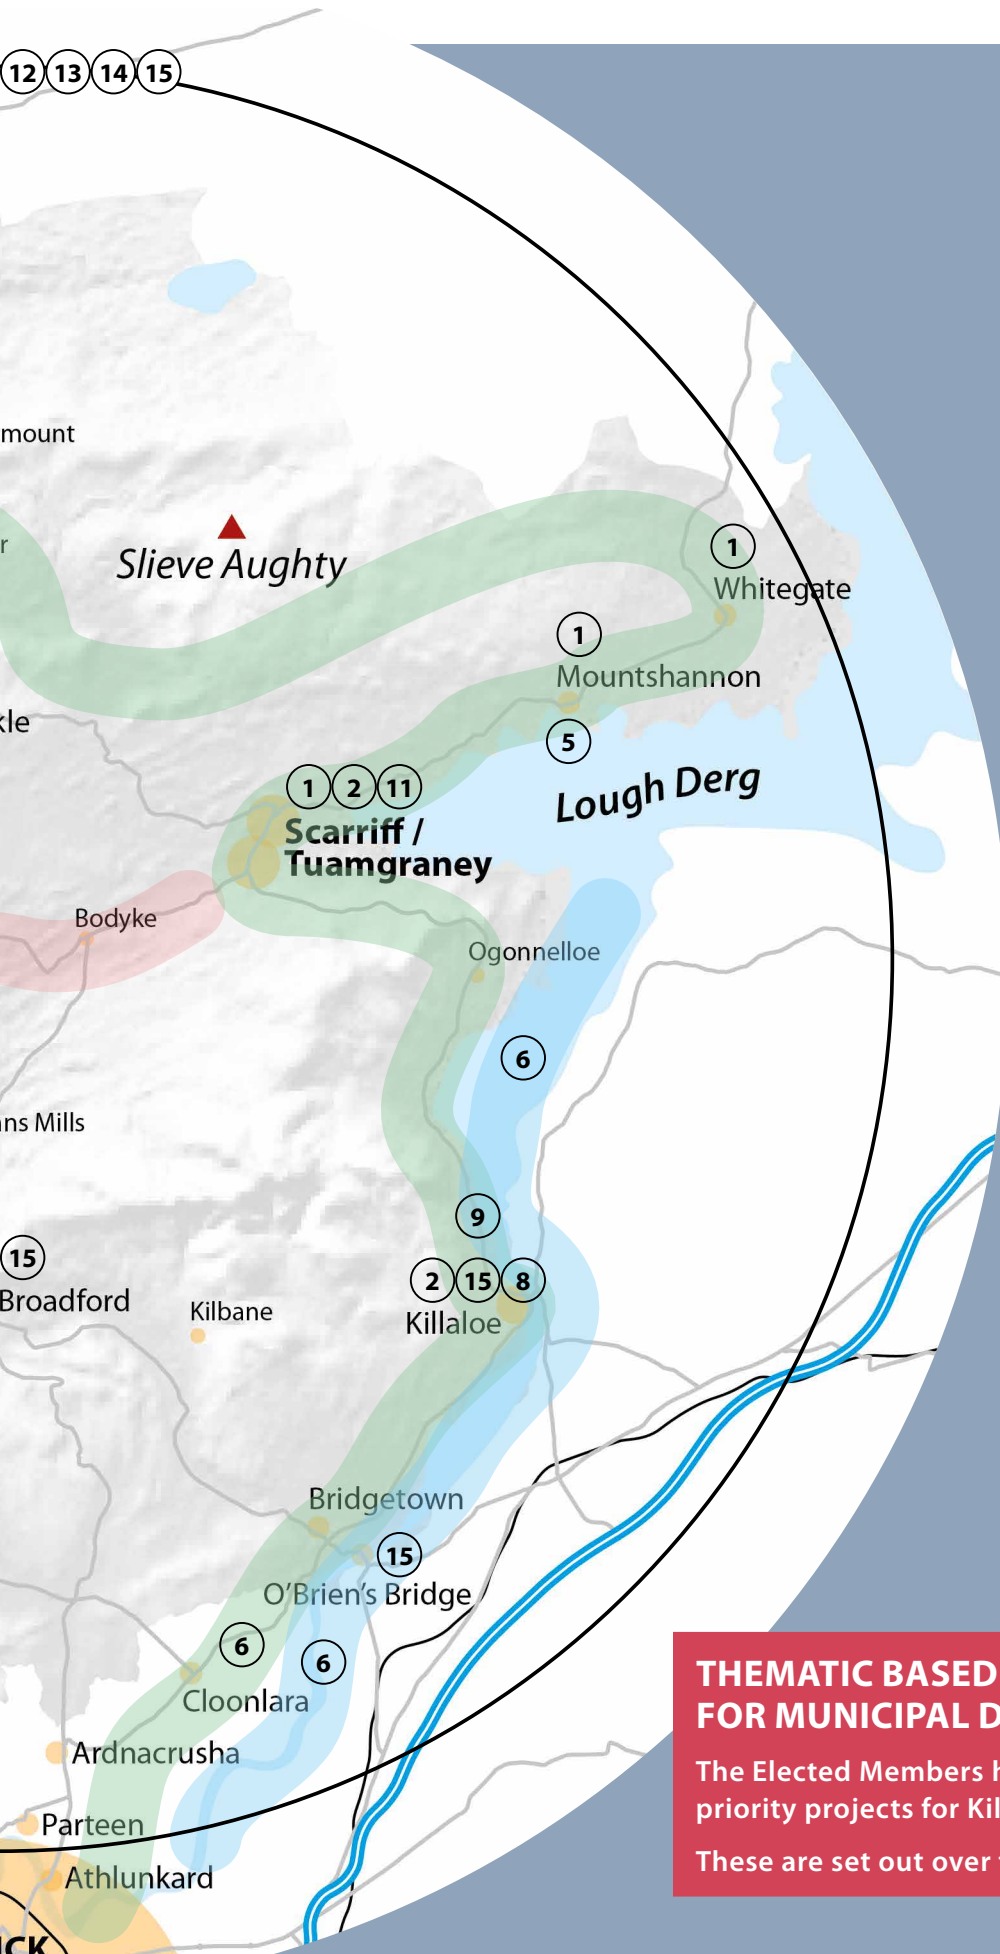 12 13 14 15
mount
r
Slieve Aughty
1
Whitegate
1
Mountshannon
5
Lough Derg
kle
1 2 11
Scarriff /
Tuamgraney
Bodyke
Ogonnelloe
6
ns Mills
9
15
Broadford
Kilbane
2 15 8
Killaloe
Bridgetown
15
O'Brien's Bridge
6
6
Cloonlara
Ardnacrusha
Parteen
Athlunkard
ICK
THEMATIC BASED
FOR MUNICIPAL D
The Elected Members h
priority projects for Kil
These are set out over t